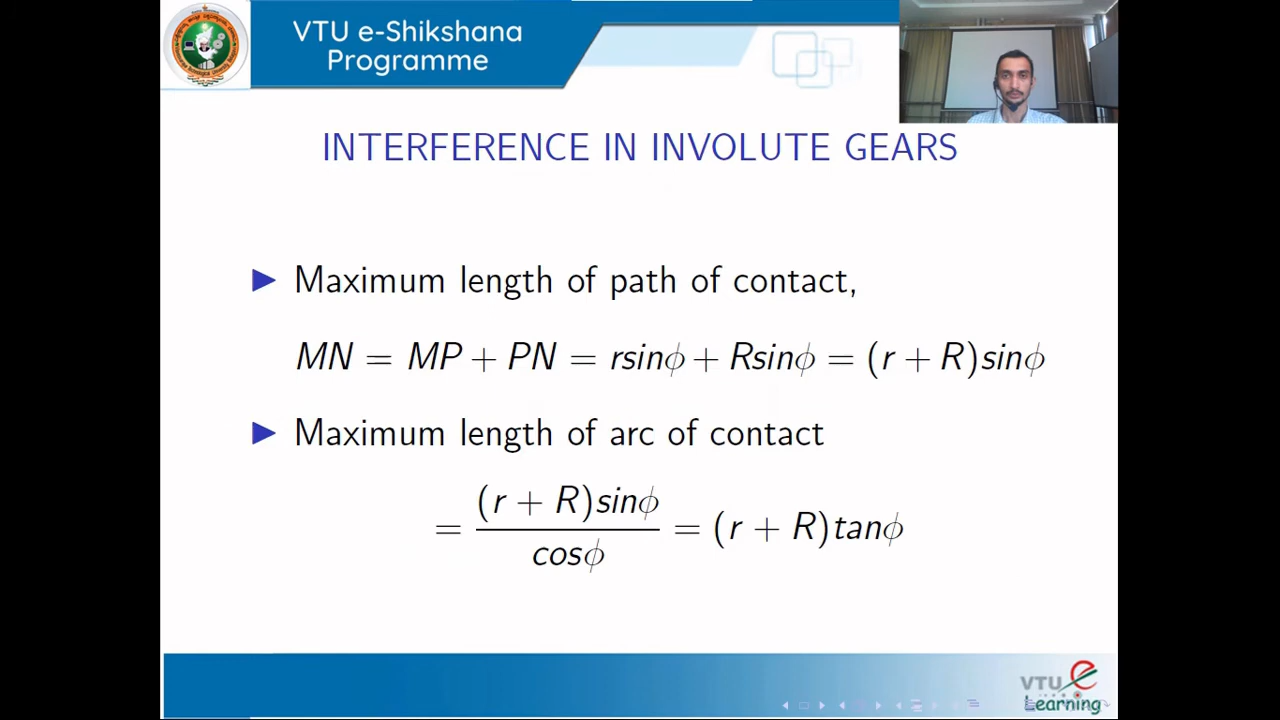 VTU e-Shikshana
Programme
INTERFERENCE IN INVOLUTE GEARS
Maximum length of path of contact,
MN = MP + PN = rsinϕ + Rsinϕ = (r + R)sinϕ
Maximum length of arc of contact
= (r + R)sinϕ / cosϕ = (r + R)tanϕ
VTU e
Learning